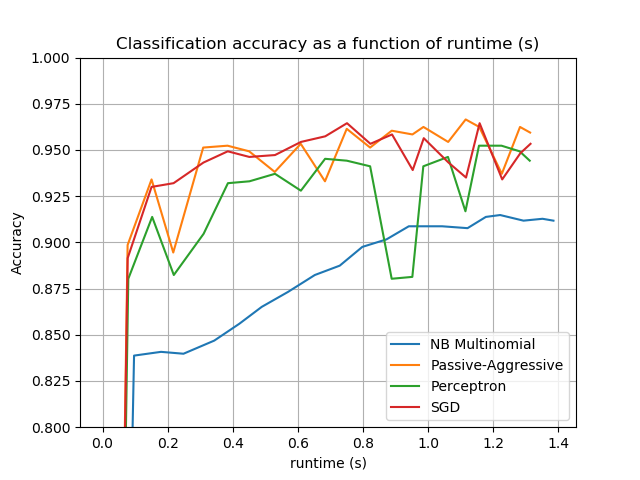 Classification accuracy as a function of runtime (s)
1.000
0.975
0.950
0.925
0.900
0.875
0.850
0.825
0.800
Accuracy
NB Multinomial
Passive-Aggressive
Perceptron
SGD
0.0 0.2 0.4 0.6 0.8 1.0 1.2 1.4
runtime (s)